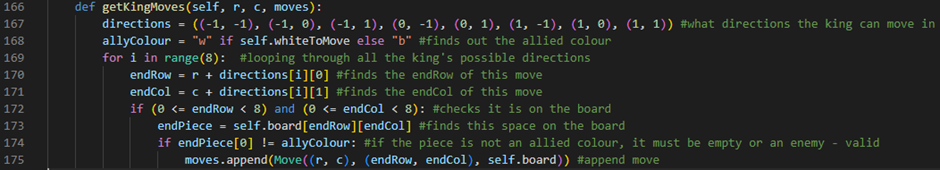 166 def getKingMoves(self, r, c, moves):
167 directions = ((-1, -1), (-1, 0), (-1, 1), (0, -1), (0, 1), (1, -1), (1, 0), (1, 1)) #what directions the king can move in
168 allyColour = "w" if self.whiteToMove else "b" #finds out the allied colour
169 for i in range(8):  #looping through all the king's possible directions
170 endRow = r + directions[i][0] #finds the endRow of this move
171 endCol = c + directions[i][1] #finds the endCol of this move
172 if (0 <= endRow < 8) and (0 <= endCol < 8): #checks it is on the board
173 endPiece = self.board[endRow][endCol] #finds this space on the board
174 if endPiece[0] != allyColour: #if the piece is not an allied colour, it must be empty or an enemy - valid
175 moves.append(Move((r, c), (endRow, endCol), self.board)) #append move